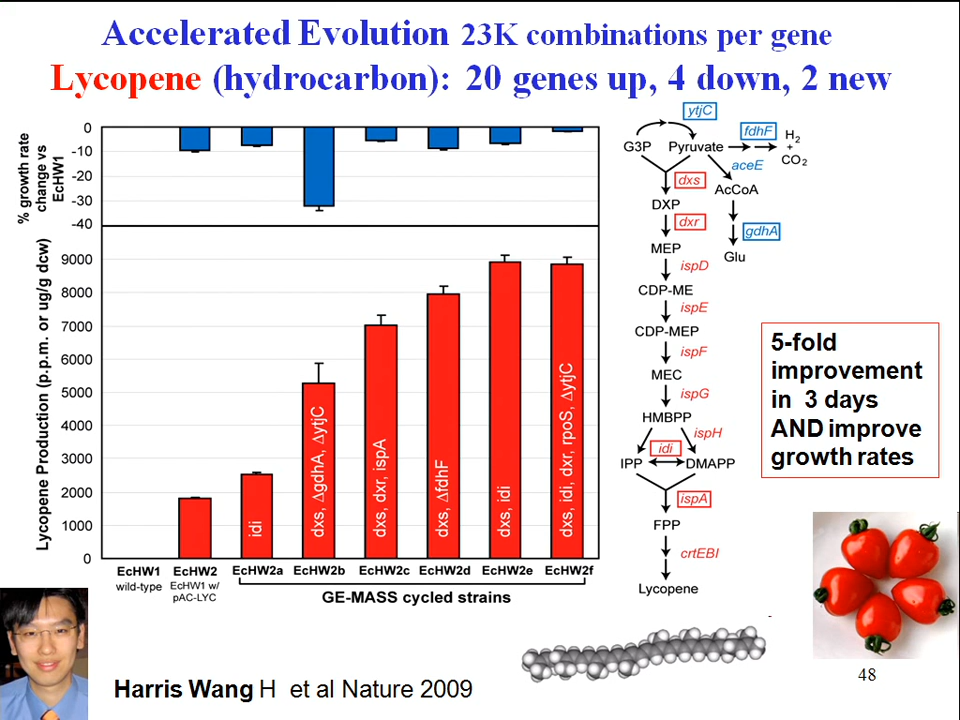 Accelerated Evolution 23K combinations per gene
Lycopene (hydrocarbon): 20 genes up, 4 down, 2 new
% growth rate
change vs
EcHW1
0
-10
-20
-30
-40
Lycopene Production (p.p.m. or ug/g dcw)
9000
8000
7000
6000
5000
4000
3000
2000
1000
0
idi
dxs, ΔgdhA, ΔytjC
dxs, dxr, ispA
dxs, ΔfdhF
dxs, idi
dxs, idi, dxr, rpoS, ΔytjC
EcHW1
wild-type
EcHW2
EcHW1 w/
pAC-LYC
EcHW2a
EcHW2b
EcHW2c
EcHW2d
EcHW2e
EcHW2f
GE-MASS cycled strains
ytjC
fdhF
G3P
Pyruvate
H2
+
CO2
aceE
dxs
AcCoA
DXP
dxr
gdhA
MEP
Glu
ispD
CDP-ME
ispE
CDP-MEP
ispF
MEC
ispG
HMBPP
ispH
idi
IPP
DMAPP
ispA
FPP
crtEBI
Lycopene
5-fold
improvement
in 3 days
AND improve
growth rates
48
Harris Wang H et al Nature 2009